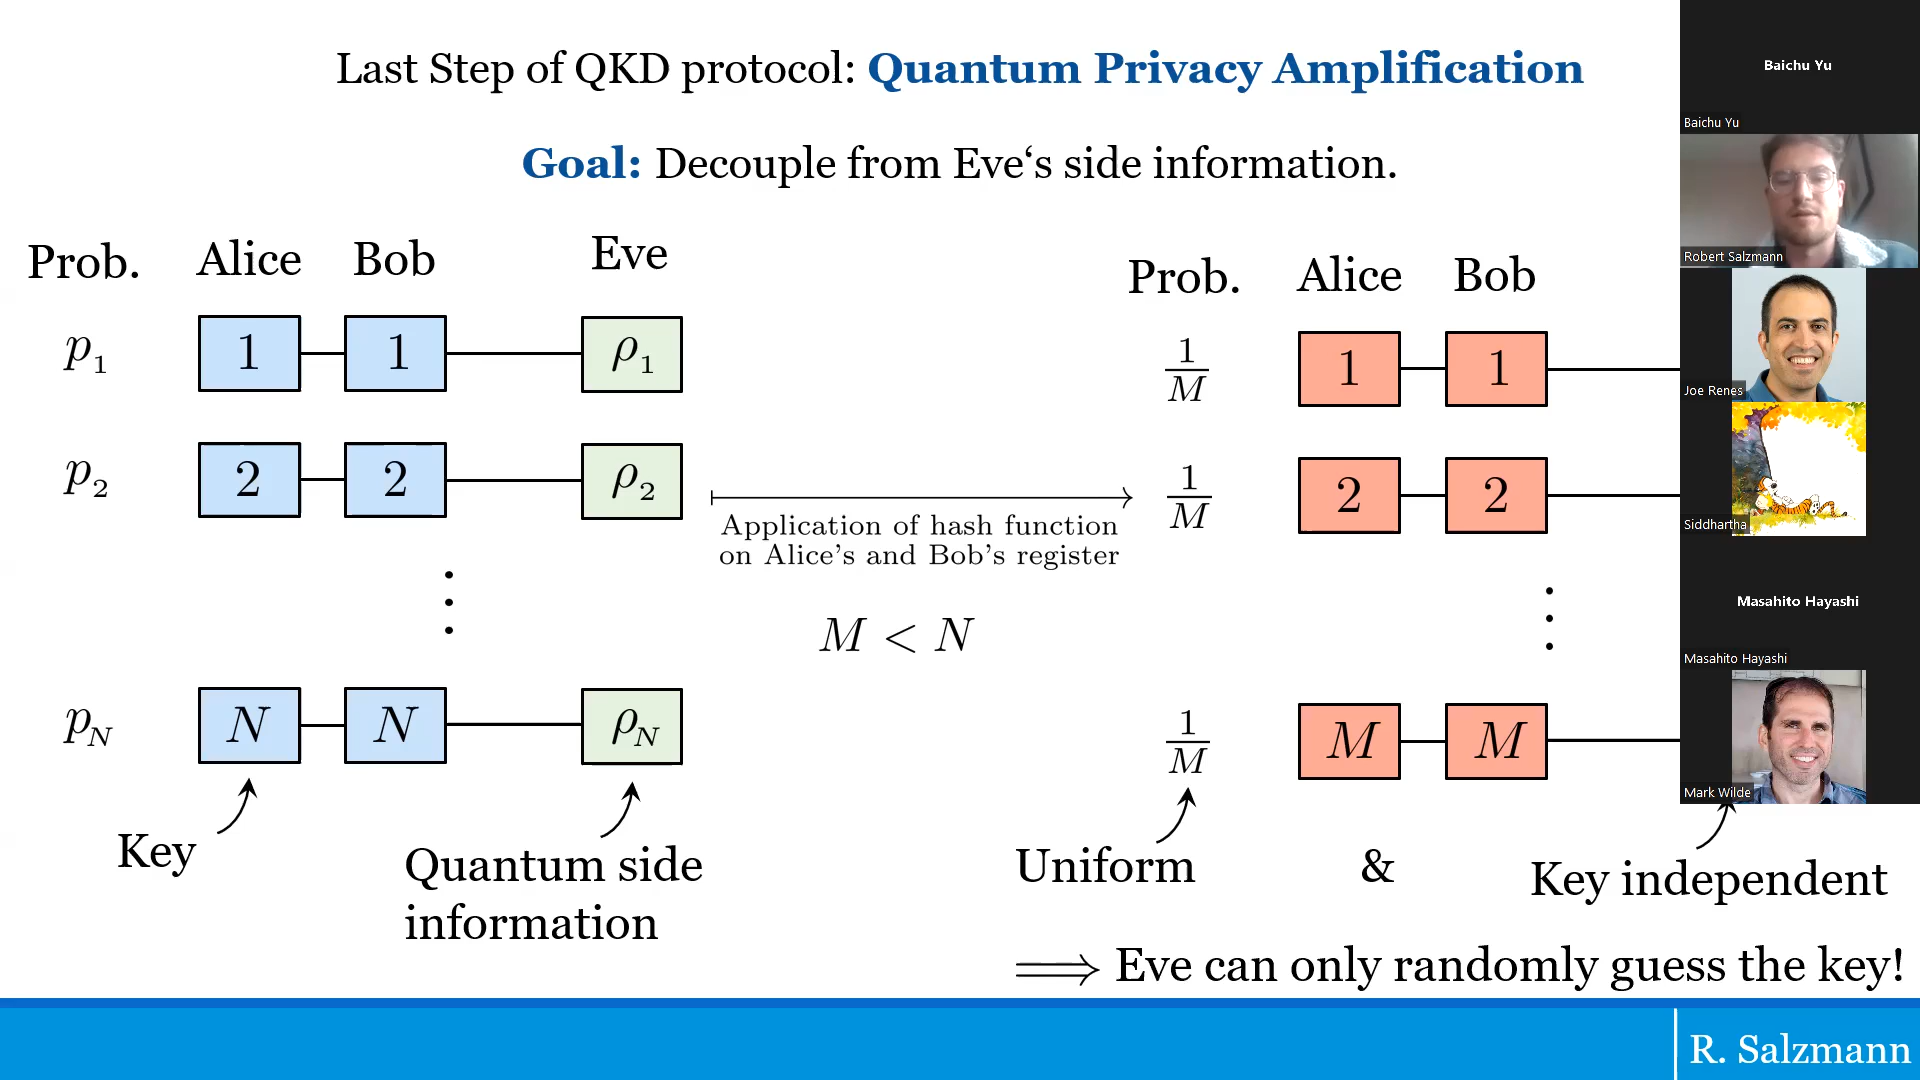 Last Step of QKD protocol: Quantum Privacy Amplification
Goal: Decouple from Eve‘s side information.
Prob. Alice Bob Eve
p₁ 1 1 ρ₁
p₂ 2 2 ρ₂
⋮
p_N N N ρ_N
Key
Quantum side
information
Application of hash function
on Alice's and Bob's register
M < N
Prob. Alice Bob
1/M 1 1
1/M 2 2
⋮
1/M M M
Uniform & Key independent
⟹ Eve can only randomly guess the key!
R. Salzmann
Baichu Yu
Baichu Yu
Robert Salzmann
Joe Renes
Siddhartha
Masahito Hayashi
Masahito Hayashi
Mark Wilde